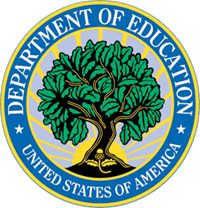 DEPARTMENT OF EDUCATION
UNITED STATES OF AMERICA